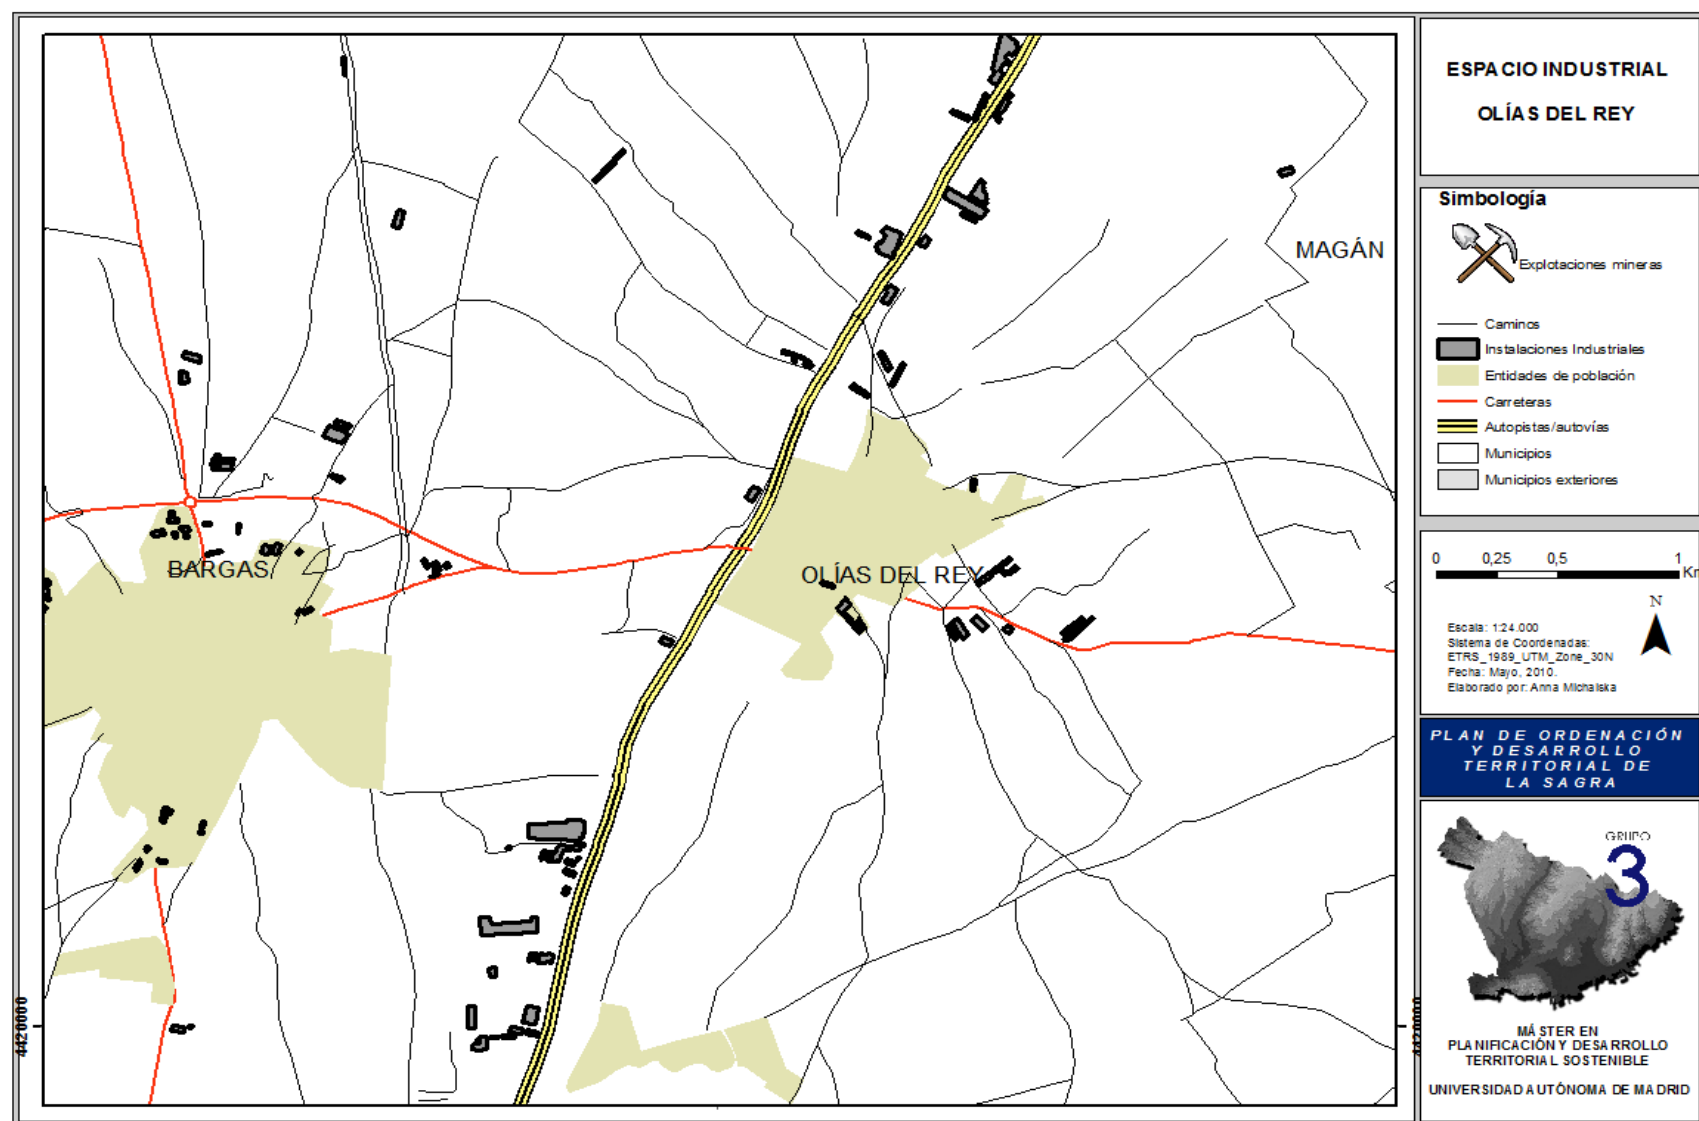 ESPACIO INDUSTRIAL
OLÍAS DEL REY
Simbología
Explotaciones mineras
Caminos
Instalaciones Industriales
Entidades de población
Carreteras
Autopistas/autovías
Municipios
Municipios exteriores
0 0,25 0,5 1
Km
N
Escala: 1:24.000
Sistema de Coordenadas:
ETRS_1989_UTM_Zone_30N
Fecha: Mayo, 2010.
Elaborado por: Anna Michalska
PLAN DE ORDENACIÓN
Y DESARROLLO
TERRITORIAL DE
LA SAGRA
GRUPO
3
MÁSTER EN
PLANIFICACIÓN Y DESARROLLO
TERRITORIAL SOSTENIBLE
UNIVERSIDAD AUTÓNOMA DE MADRID
MAGÁN
BARGAS
OLÍAS DEL REY
4420000
4420000